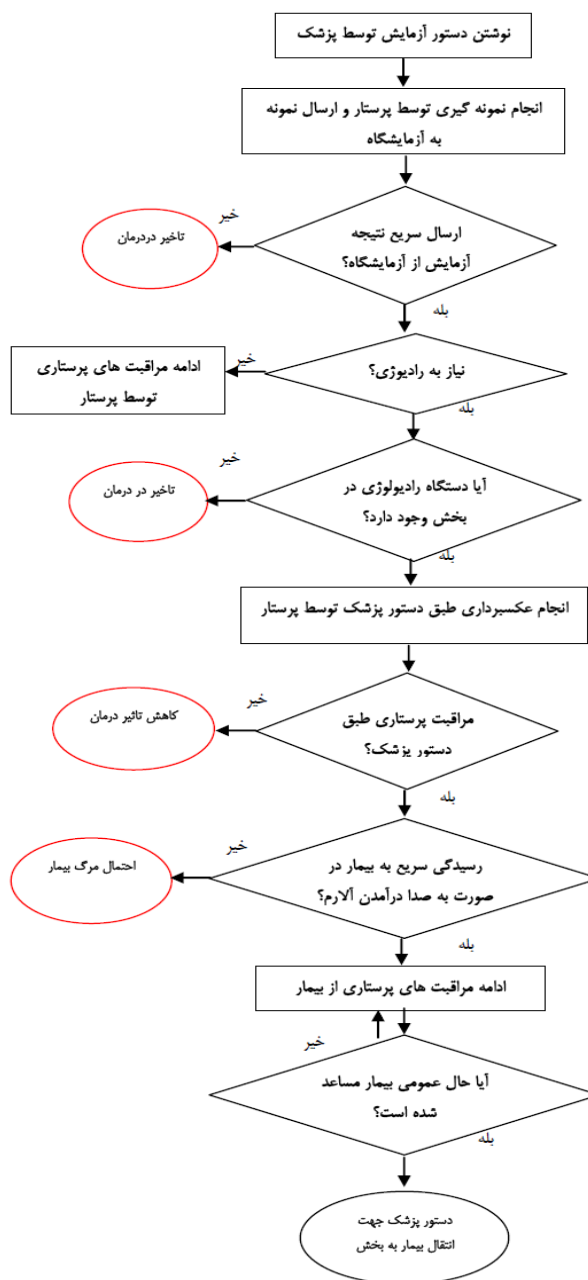 نوشتن دستور آزمایش توسط پزشک
انجام نمونه گیری توسط پرستار و ارسال نمونه
به آزمایشگاه
ارسال سریع نتیجه
آزمایش از آزمایشگاه؟
خیر
تاخیر دردرمان
بله
نیاز به رادیوژی؟
خیر
ادامه مراقبت های پرستاری
توسط پرستار
بله
آیا دستگاه رادیولوژی در
بخش وجود دارد؟
خیر
تاخیر در درمان
بله
انجام عکسبرداری طبق دستور پزشک توسط پرستار
مراقبت پرستاری طبق
دستور پزشک؟
خیر
کاهش تاثیر درمان
بله
رسیدگی سریع به بیمار در
صورت به صدا درآمدن آلارم؟
خیر
احتمال مرگ بیمار
بله
ادامه مراقبت های پرستاری از بیمار
خیر
آیا حال عمومی بیمار مساعد
شده است؟
بله
دستور پزشک جهت
انتقال بیمار به بخش